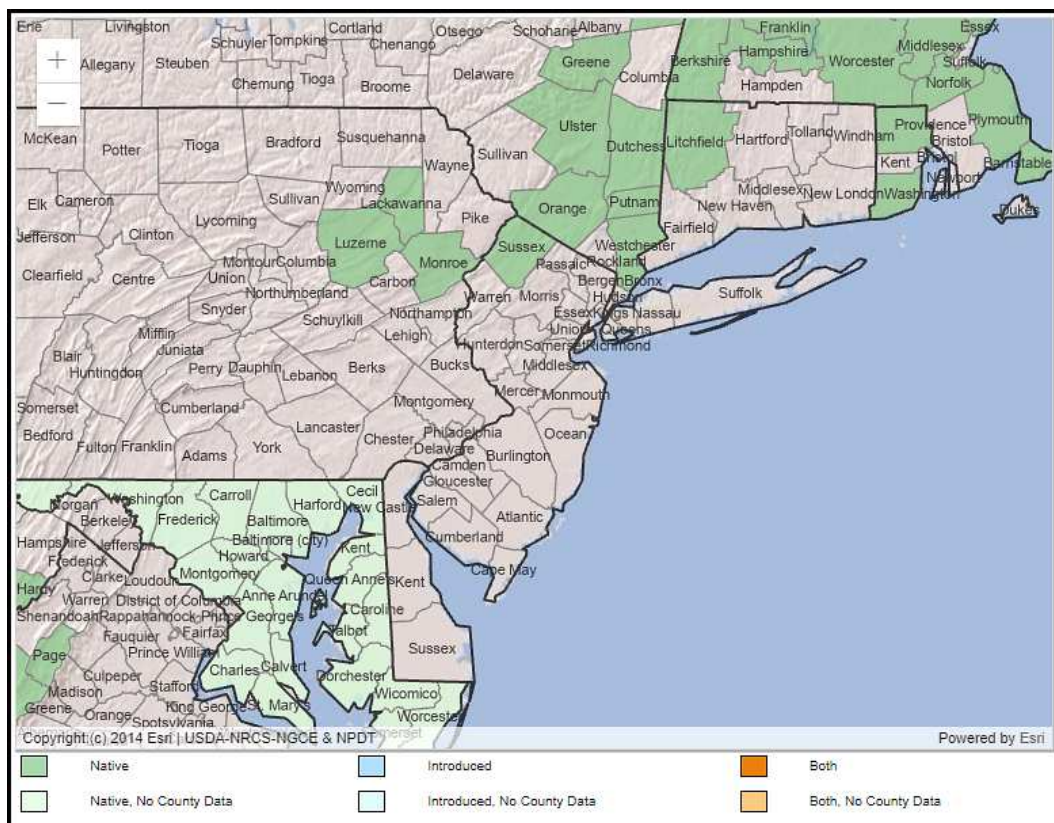 Erie Livingston Cortland Otsego Schoharie Albany Franklin Essex
Schuyler Tompkins Chenango Hampshire Middlesex
Allegany Steuben Greene Columbia Berkshire Worcester Suffolk
+
Chemung Tioga Broome Delaware Hampden Norfolk
−
McKean Potter Tioga Bradford Susquehanna Ulster Hartford Tolland Windham Providence Plymouth
Wayne Sullivan Dutchess Litchfield Bristol
Wyoming Kent Bristol Barnstable
Elk Cameron Sullivan Lackawanna Orange Putnam Middlesex New London Washington Newport
Lycoming Pike New Haven Dukes
Jefferson Clinton Luzerne Sussex Westchester Fairfield
Clearfield Centre Montour Columbia Monroe Passaic Rockland
Union Carbon Bergen Bronx
Northumberland Warren Morris Hudson Suffolk
Snyder Schuylkill Northampton Essex Kings Nassau
Mifflin Lehigh Union Queens
Juniata Hunterdon Somerset Richmond
Blair Huntingdon Perry Dauphin Lebanon Berks Bucks Middlesex
Somerset Cumberland Montgomery Mercer Monmouth
Bedford Fulton Franklin Adams York Lancaster Chester Philadelphia Ocean
Delaware Burlington
Camden
Gloucester
Morgan Washington Carroll Harford Cecil New Castle Salem
Berkeley Frederick Baltimore Atlantic
Hampshire Jefferson Baltimore (city) Cumberland
Frederick Howard Kent
Hardy Clarke Loudoun Montgomery Queen Anne's Kent Cape May
Warren District of Columbia Anne Arundel Caroline
Shenandoah Rappahannock Prince George's
Fauquier Fairfax Talbot
Page Prince William Sussex
Culpeper Charles Calvert Dorchester
Madison Stafford Wicomico
Greene Orange King George St. Mary's Worcester
Spotsylvania
Copyright:(c) 2014 Esri | USDA-NRCS-NGCE & NPDT Somerset Powered by Esri
Native Introduced Both
Native, No County Data Introduced, No County Data Both, No County Data